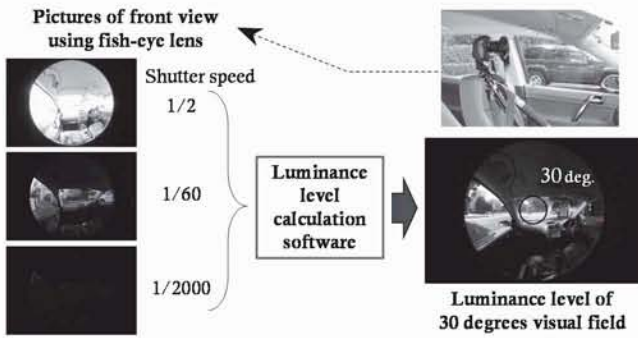 Pictures of front view
using fish-eye lens
Shutter speed
1/2
1/60
1/2000
Luminance
level
calculation
software
30 deg.
Luminance level of
30 degrees visual field